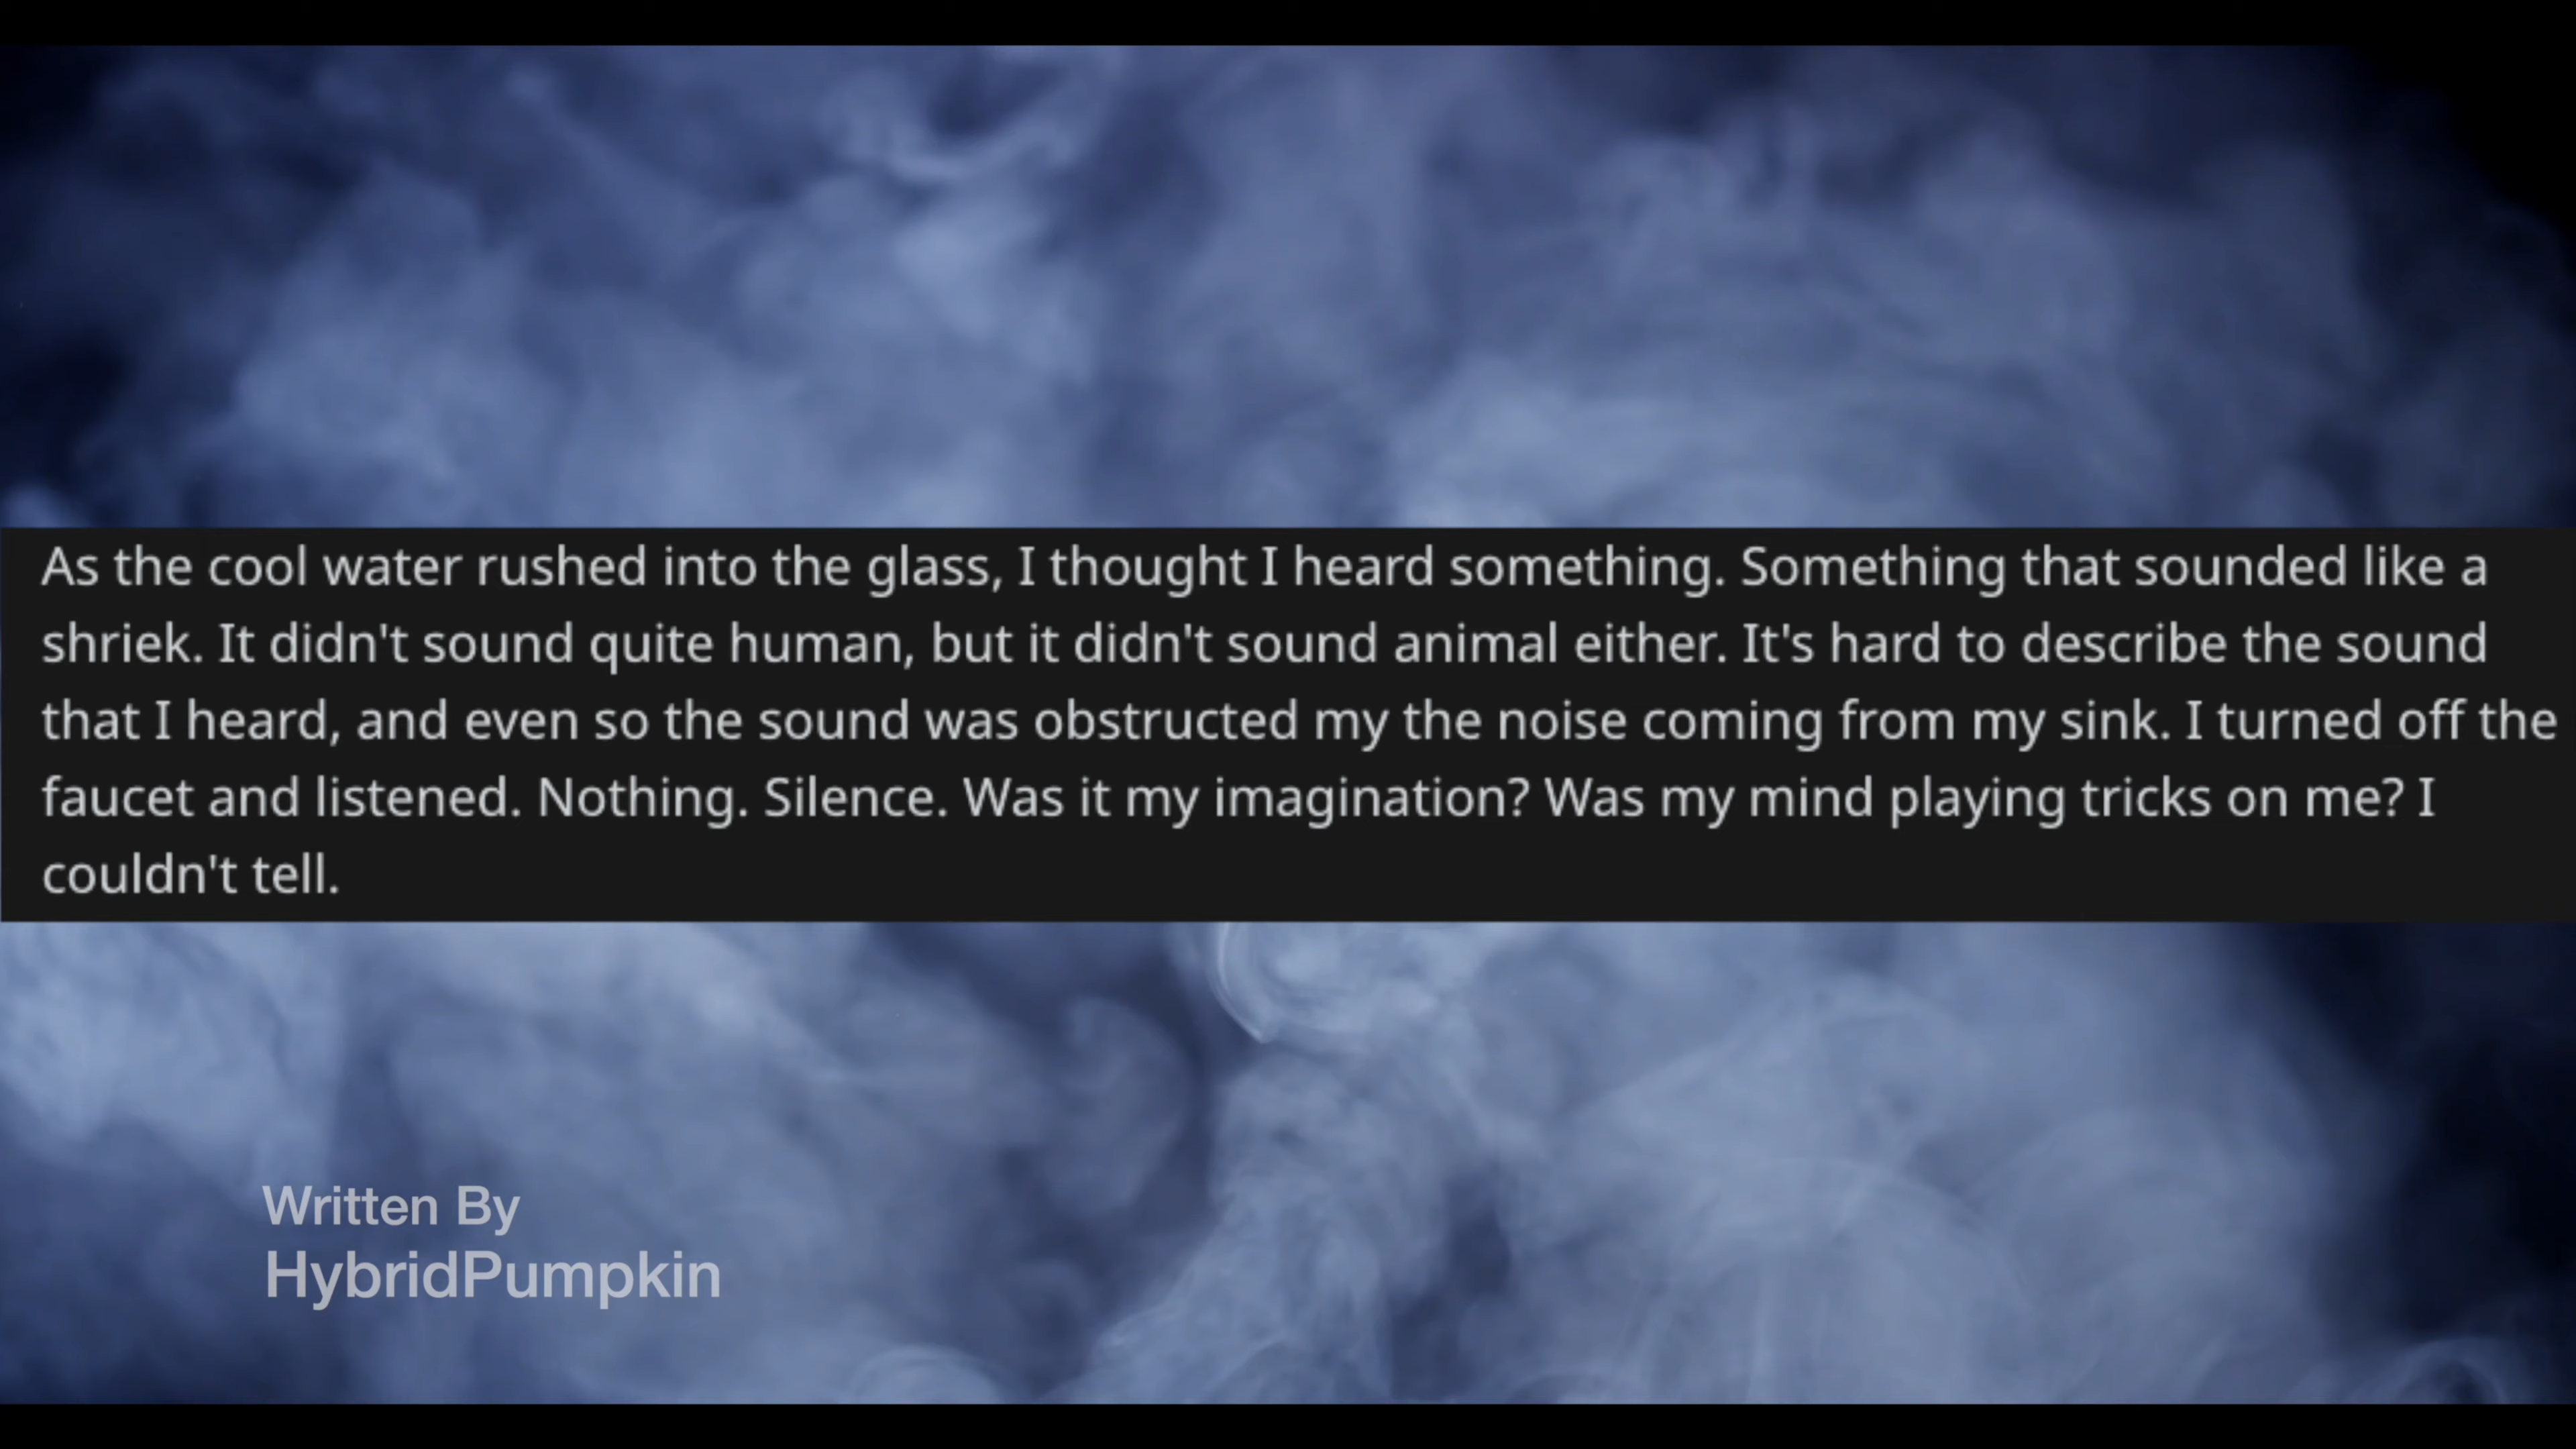 As the cool water rushed into the glass, I thought I heard something. Something that sounded like a
shriek. It didn't sound quite human, but it didn't sound animal either. It's hard to describe the sound
that I heard, and even so the sound was obstructed my the noise coming from my sink. I turned off the
faucet and listened. Nothing. Silence. Was it my imagination? Was my mind playing tricks on me? I
couldn't tell.
Written By
HybridPumpkin